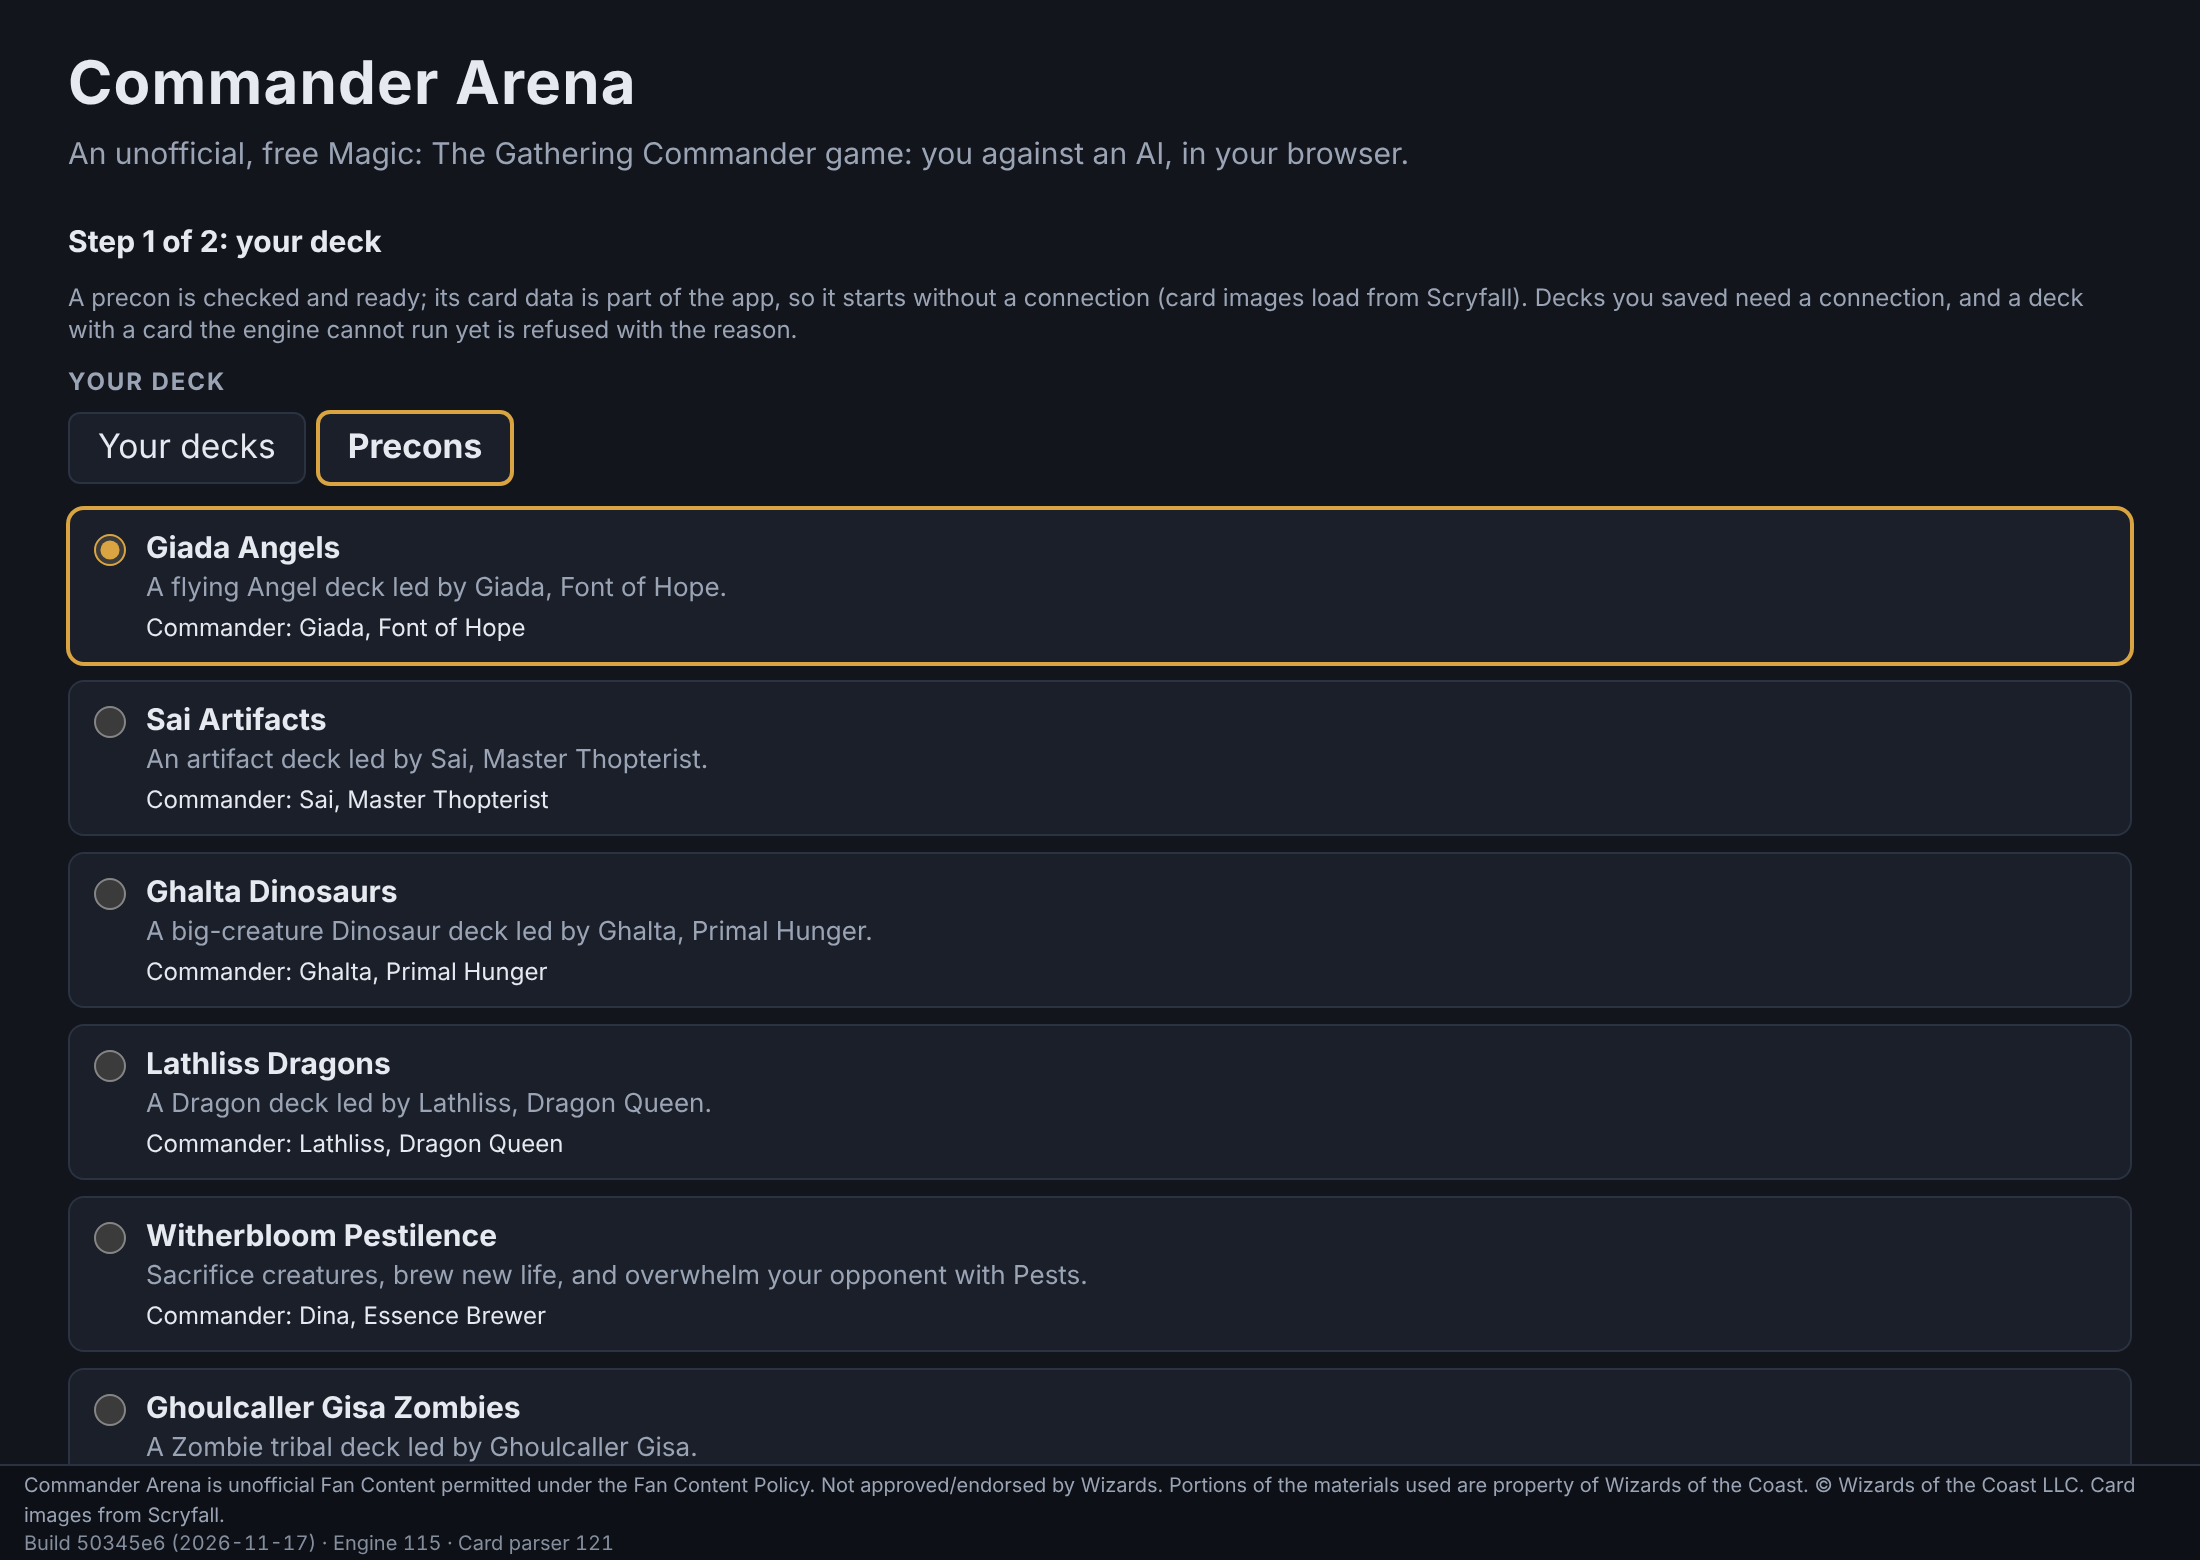 Commander Arena
An unofficial, free Magic: The Gathering Commander game: you against an AI, in your browser.
Step 1 of 2: your deck
A precon is checked and ready; its card data is part of the app, so it starts without a connection (card images load from Scryfall). Decks you saved need a connection, and a deck
with a card the engine cannot run yet is refused with the reason.
YOUR DECK
Your decks
Precons
Giada Angels
A flying Angel deck led by Giada, Font of Hope.
Commander: Giada, Font of Hope
Sai Artifacts
An artifact deck led by Sai, Master Thopterist.
Commander: Sai, Master Thopterist
Ghalta Dinosaurs
A big-creature Dinosaur deck led by Ghalta, Primal Hunger.
Commander: Ghalta, Primal Hunger
Lathliss Dragons
A Dragon deck led by Lathliss, Dragon Queen.
Commander: Lathliss, Dragon Queen
Witherbloom Pestilence
Sacrifice creatures, brew new life, and overwhelm your opponent with Pests.
Commander: Dina, Essence Brewer
Ghoulcaller Gisa Zombies
A Zombie tribal deck led by Ghoulcaller Gisa.
Commander Arena is unofficial Fan Content permitted under the Fan Content Policy. Not approved/endorsed by Wizards. Portions of the materials used are property of Wizards of the Coast. © Wizards of the Coast LLC. Card
images from Scryfall.
Build 50345e6 (2026-11-17) · Engine 115 · Card parser 121